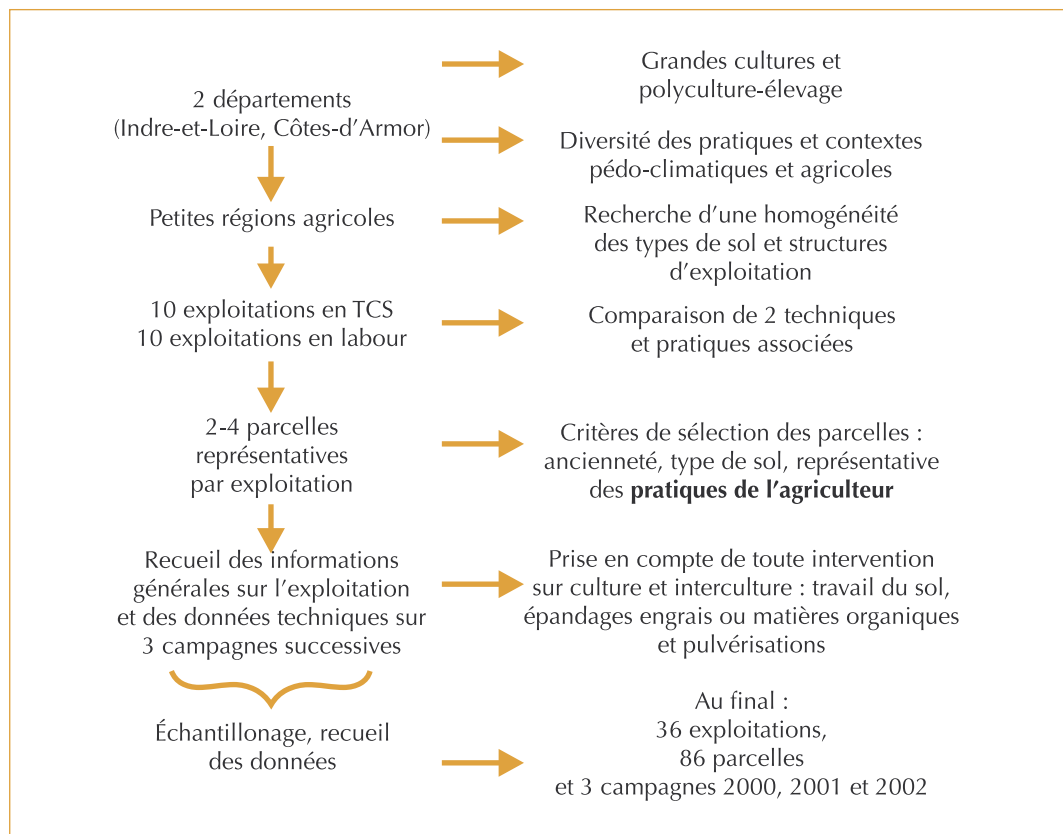 Grandes cultures et
polyculture-élevage
2 départements
(Indre-et-Loire, Côtes-d'Armor)
Diversité des pratiques et contextes
pédo-climatiques et agricoles
Petites régions agricoles
Recherche d'une homogénéité
des types de sol et structures
d'exploitation
10 exploitations en TCS
10 exploitations en labour
Comparaison de 2 techniques
et pratiques associées
2-4 parcelles
représentatives
par exploitation
Critères de sélection des parcelles :
ancienneté, type de sol, représentative
des pratiques de l'agriculteur
Recueil des informations
générales sur l'exploitation
et des données techniques sur
3 campagnes successives
Prise en compte de toute intervention
sur culture et interculture : travail du sol,
épandages engrais ou matières organiques
et pulvérisations
Échantillonage, recueil
des données
Au final :
36 exploitations,
86 parcelles
et 3 campagnes 2000, 2001 et 2002